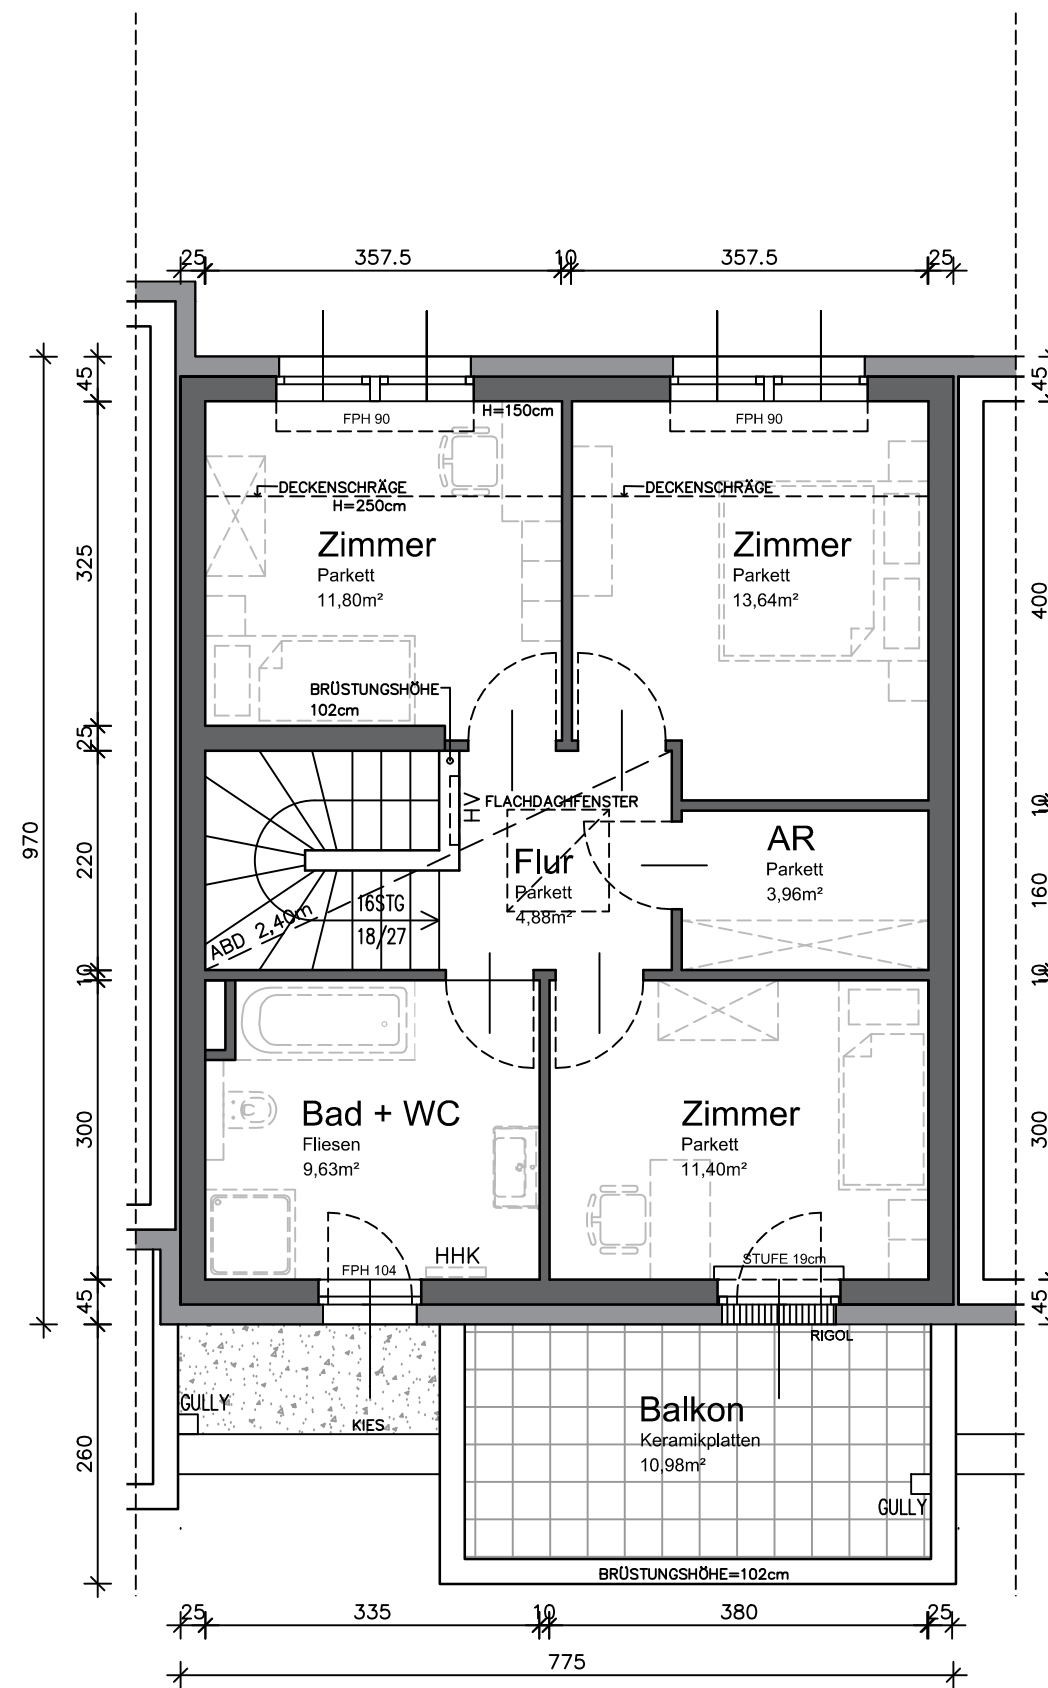 25 357.5 10 357.5 25
45 325 25 220 10 300 45 260
970
45 400 10 160 10 300 45
FPH 90
H=150cm
FPH 90
DECKENSCHRÄGE
H=250cm
DECKENSCHRÄGE
Zimmer
Parkett
11,80m²
Zimmer
Parkett
13,64m²
BRÜSTUNGSHÖHE
102cm
HV
FLACHDACHFENSTER
Flur
Parkett
4,88m²
AR
Parkett
3,96m²
ABD 2,40m
16STG
18/27
Bad + WC
Fliesen
9,63m²
Zimmer
Parkett
11,40m²
FPH 104
HHK
STUFE 19cm
RIGOL
GULLY
KIES
Balkon
Keramikplatten
10,98m²
GULLY
BRÜSTUNGSHÖHE=102cm
25 335 10 380 25
775